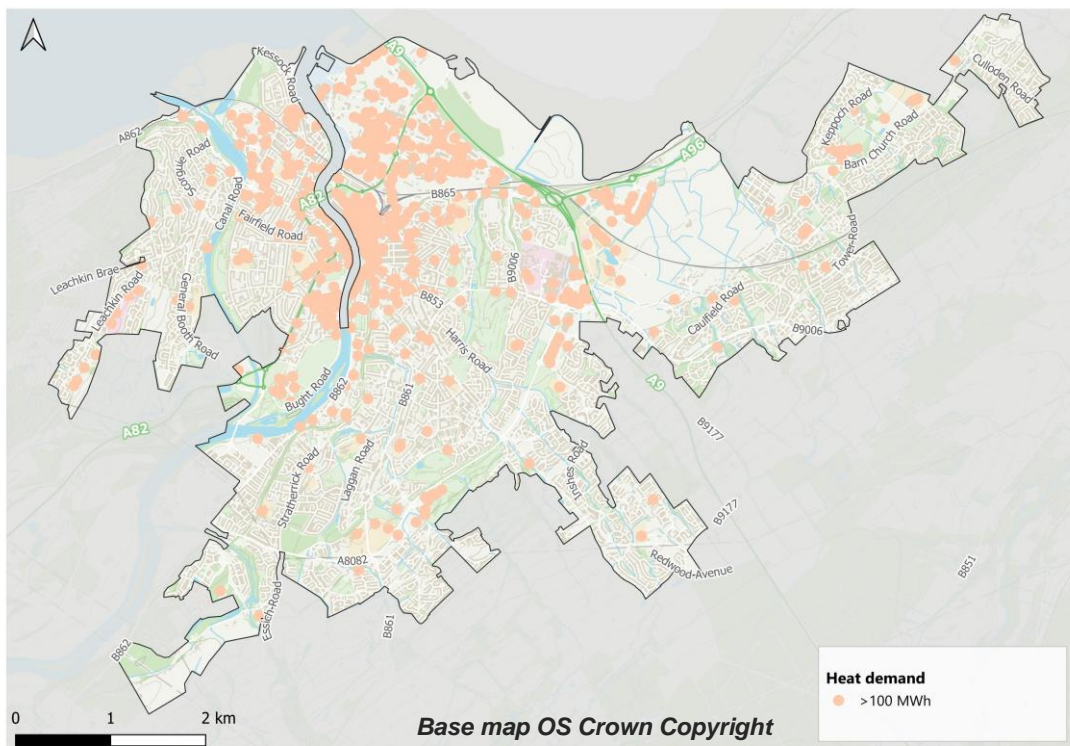 Kessock Road
A9
Culloden Road
Keppoch Road
Barn Church Road
A862
Scorguie Road
Canal Road
A96
A82
B865
Fairfield Road
Leachkin Brae
B9006
Tower-Road
Leachkin Road
General Booth Road
B853
Caulfield Road
B9006
Harris Road
Bught Road
B862
B861
A9
A82
B9177
Stratherrick Road
Laggan Road
Inshes Road
B9177
A8082
Redwood-Avenue
B851
Essich-Road
B861
B862
Heat demand
>100 MWh
0 1 2 km
Base map OS Crown Copyright